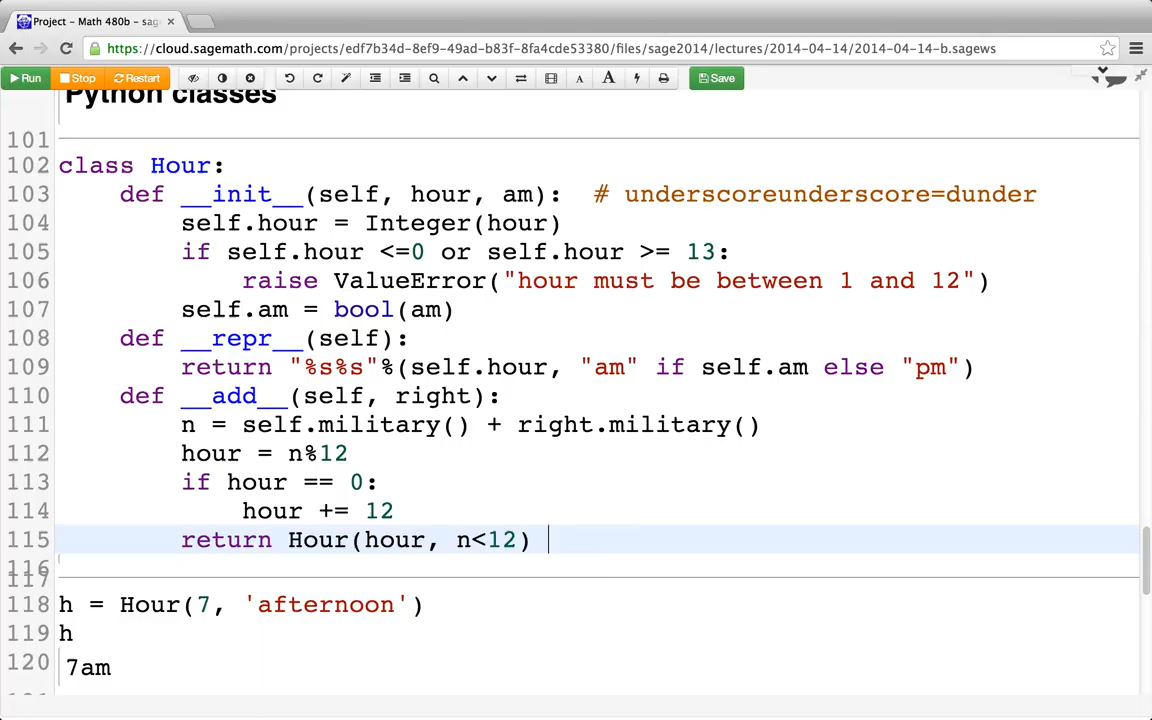 Project - Math 480b - sag
https://cloud.sagemath.com/projects/edf7b34d-8ef9-49ad-b83f-8fa4cde53380/files/sage2014/lectures/2014-04-14/2014-04-14-b.sagews
Run Stop Restart A A Save
Python classes
101
102 class Hour:
103     def __init__(self, hour, am):  # underscoreunderscore=dunder
104         self.hour = Integer(hour)
105         if self.hour <=0 or self.hour >= 13:
106             raise ValueError("hour must be between 1 and 12")
107         self.am = bool(am)
108     def __repr__(self):
109         return "%s%s"%(self.hour, "am" if self.am else "pm")
110     def __add__(self, right):
111         n = self.military() + right.military()
112         hour = n%12
113         if hour == 0:
114             hour += 12
115         return Hour(hour, n<12)
116
117
118 h = Hour(7, 'afternoon')
119 h
120 7am